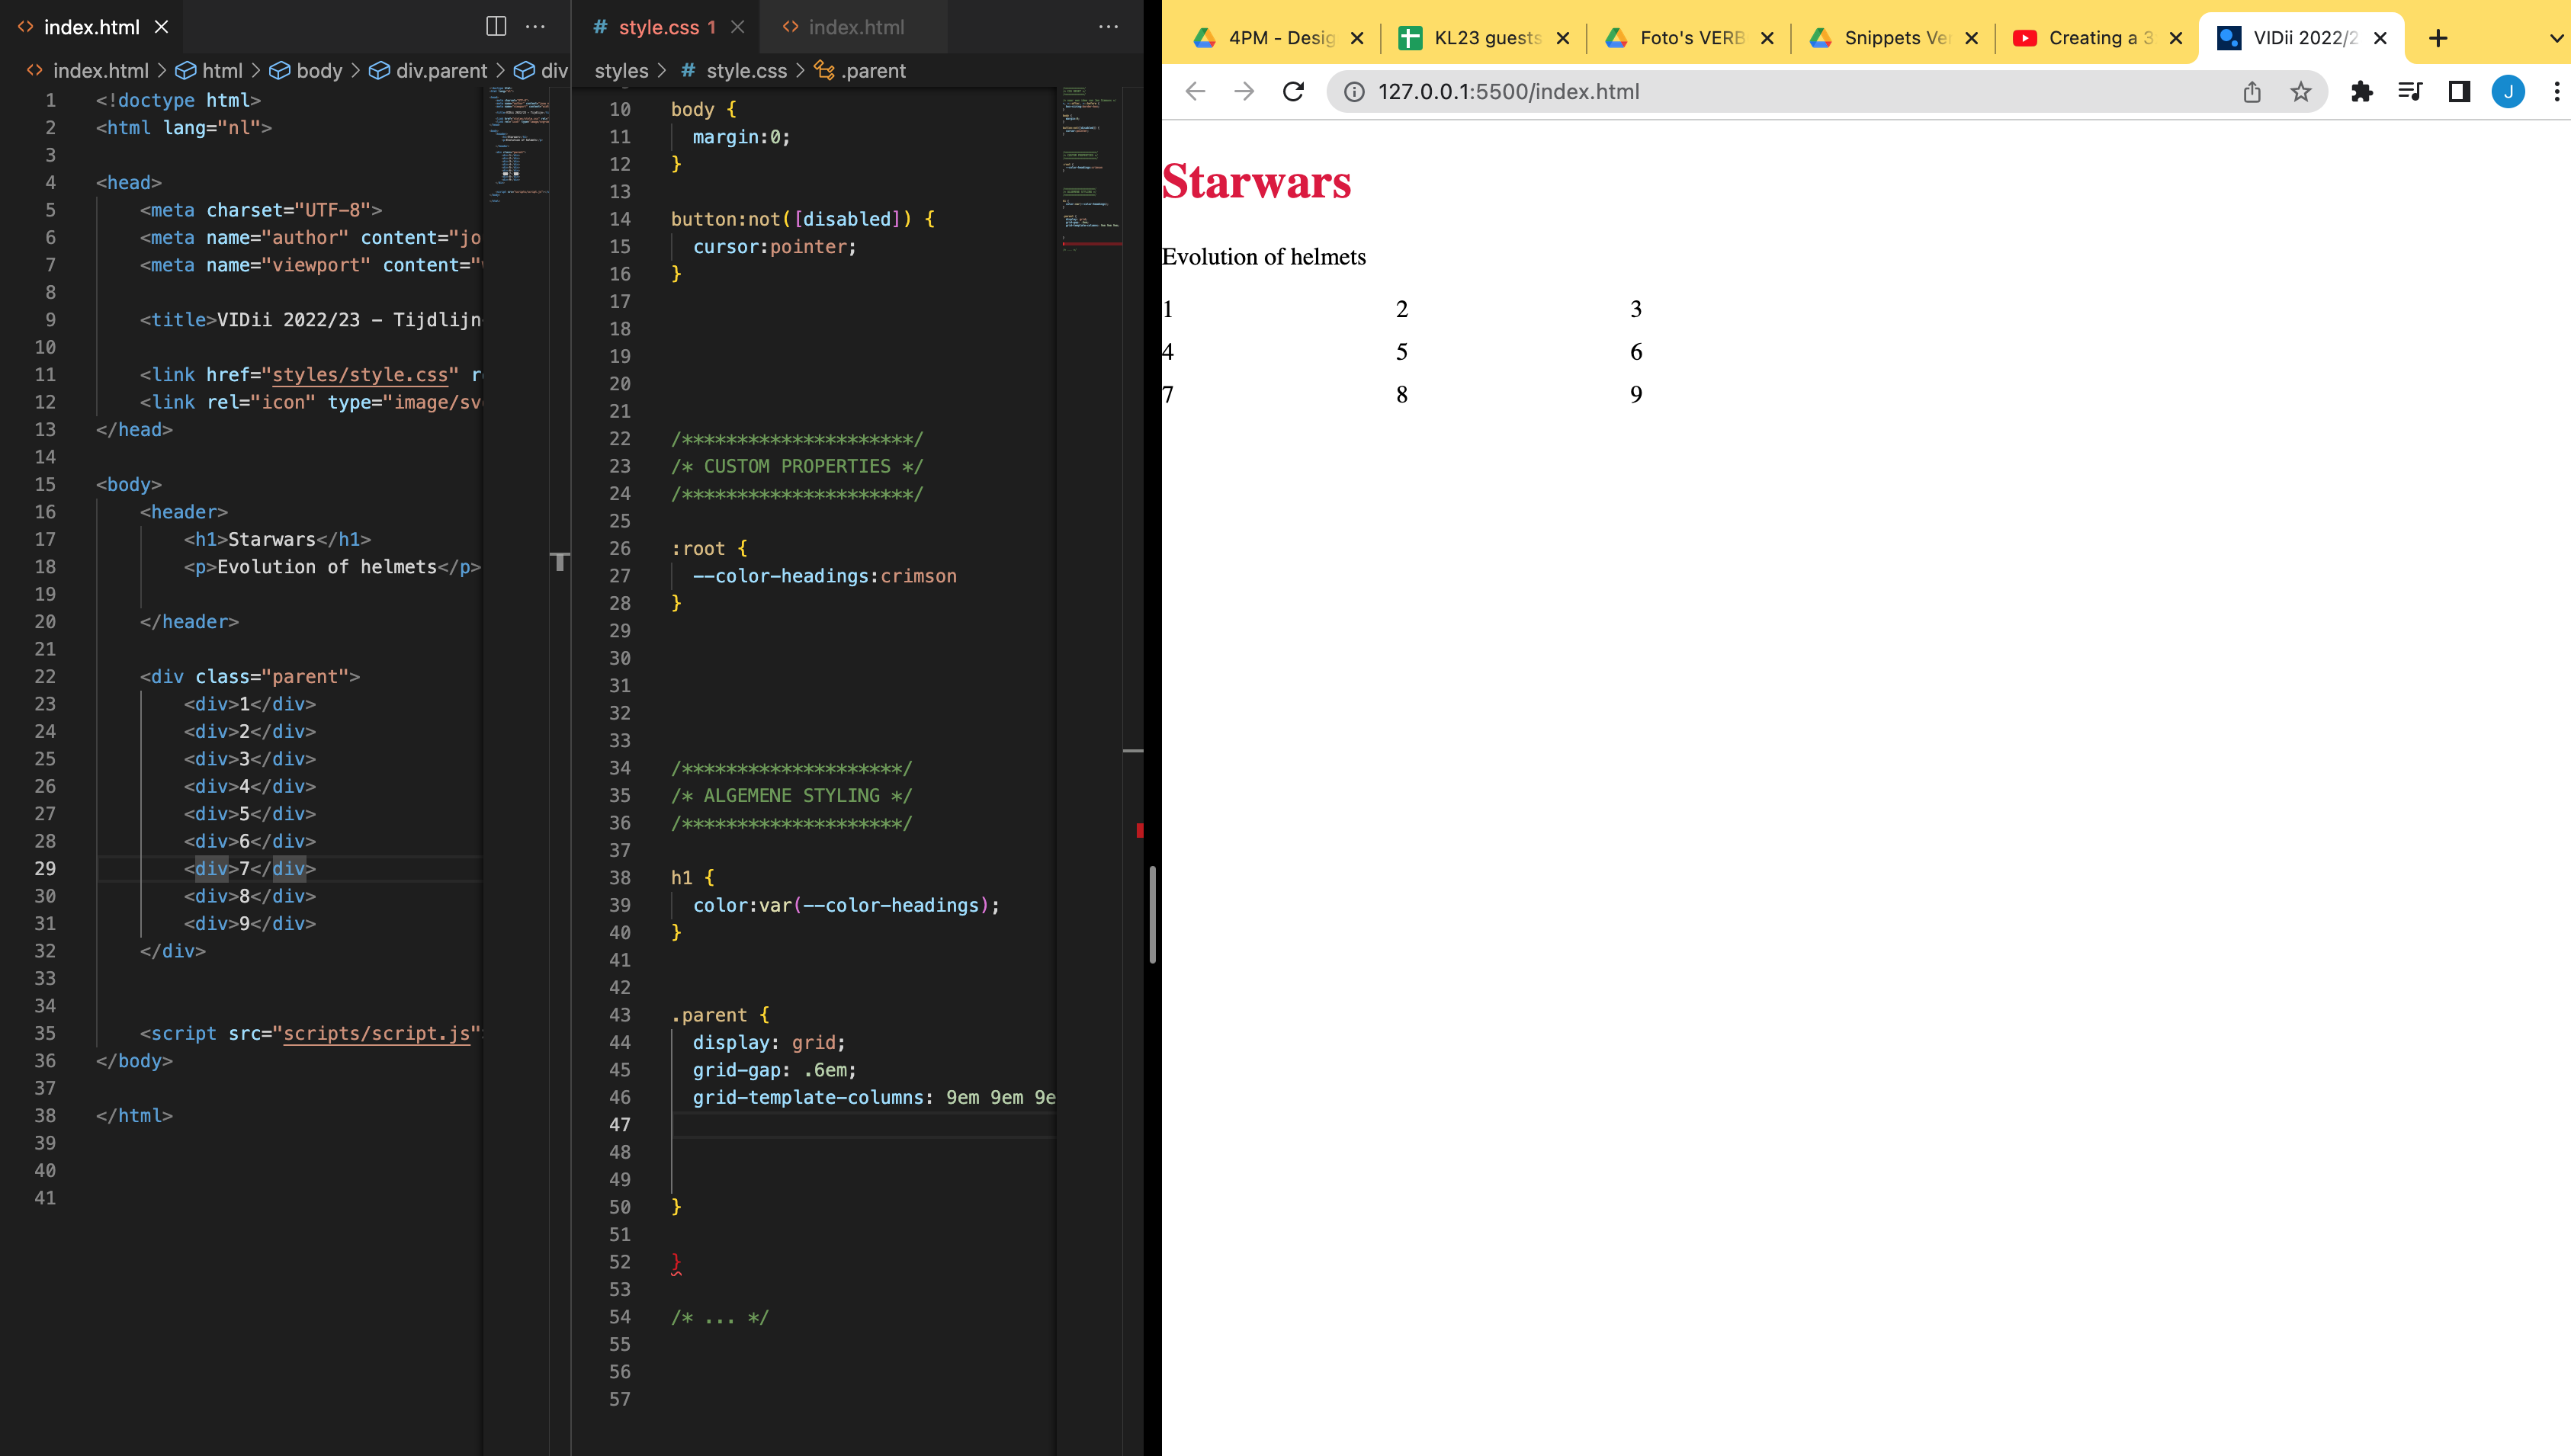 index.html
index.html > html > body > div.parent > div
1 <!doctype html>
2 <html lang="nl">
3
4 <head>
5 <meta charset="UTF-8">
6 <meta name="author" content="jo
7 <meta name="viewport" content="
8
9 <title>VIDii 2022/23 – Tijdlijn
10
11 <link href="styles/style.css" r
12 <link rel="icon" type="image/sv
13 </head>
14
15 <body>
16 <header>
17 <h1>Starwars</h1>
18 <p>Evolution of helmets</p>
19
20 </header>
21
22 <div class="parent">
23 <div>1</div>
24 <div>2</div>
25 <div>3</div>
26 <div>4</div>
27 <div>5</div>
28 <div>6</div>
29 <div>7</div>
30 <div>8</div>
31 <div>9</div>
32 </div>
33
34
35 <script src="scripts/script.js"
36 </body>
37
38 </html>
39
40
41
# style.css 1
index.html
styles > # style.css > .parent
10 body {
11 margin:0;
12 }
13
14 button:not([disabled]) {
15 cursor:pointer;
16 }
17
18
19
20
21
22 /*********************/
23 /* CUSTOM PROPERTIES */
24 /*********************/
25
26 :root {
27 --color-headings:crimson
28 }
29
30
31
32
33
34 /********************/
35 /* ALGEMENE STYLING */
36 /********************/
37
38 h1 {
39 color:var(--color-headings);
40 }
41
42
43 .parent {
44 display: grid;
45 grid-gap: .6em;
46 grid-template-columns: 9em 9em 9e
47
48
49
50 }
51
52 }
53
54 /* ... */
55
56
57
4PM - Desig
KL23 guests
Foto's VERB
Snippets Ve
Creating a 3
VIDii 2022/2
127.0.0.1:5500/index.html
J
Starwars
Evolution of helmets
1 2 3
4 5 6
7 8 9